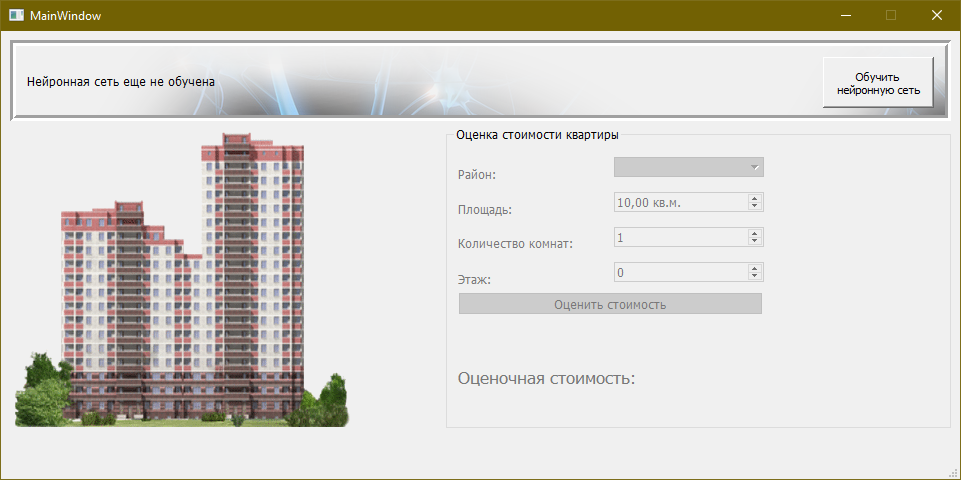 MainWindow
Нейронная сеть еще не обучена
Обучить
нейронную сеть
Оценка стоимости квартиры
Район:
Площадь:
10,00 кв.м.
Количество комнат:
1
Этаж:
0
Оценить стоимость
Оценочная стоимость: